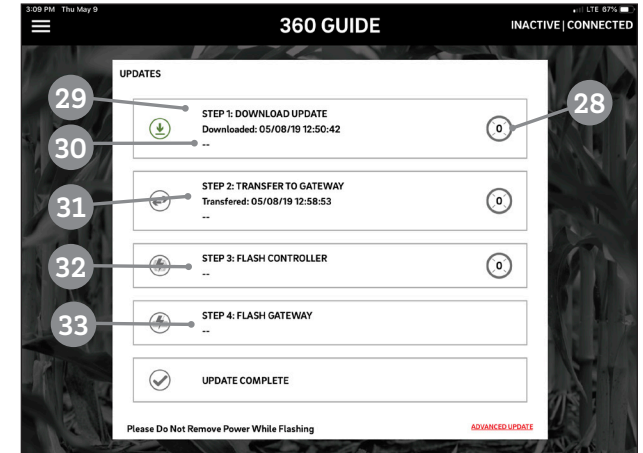 3:09 PM Thu May 9
LTE 67%
360 GUIDE
INACTIVE | CONNECTED
UPDATES
29
28
STEP 1: DOWNLOAD UPDATE
Downloaded: 05/08/19 12:50:42
0
30
--
STEP 2: TRANSFER TO GATEWAY
31
Transfered: 05/08/19 12:58:53
0
--
32
STEP 3: FLASH CONTROLLER
0
--
33
STEP 4: FLASH GATEWAY
--
UPDATE COMPLETE
Please Do Not Remove Power While Flashing
ADVANCED UPDATE